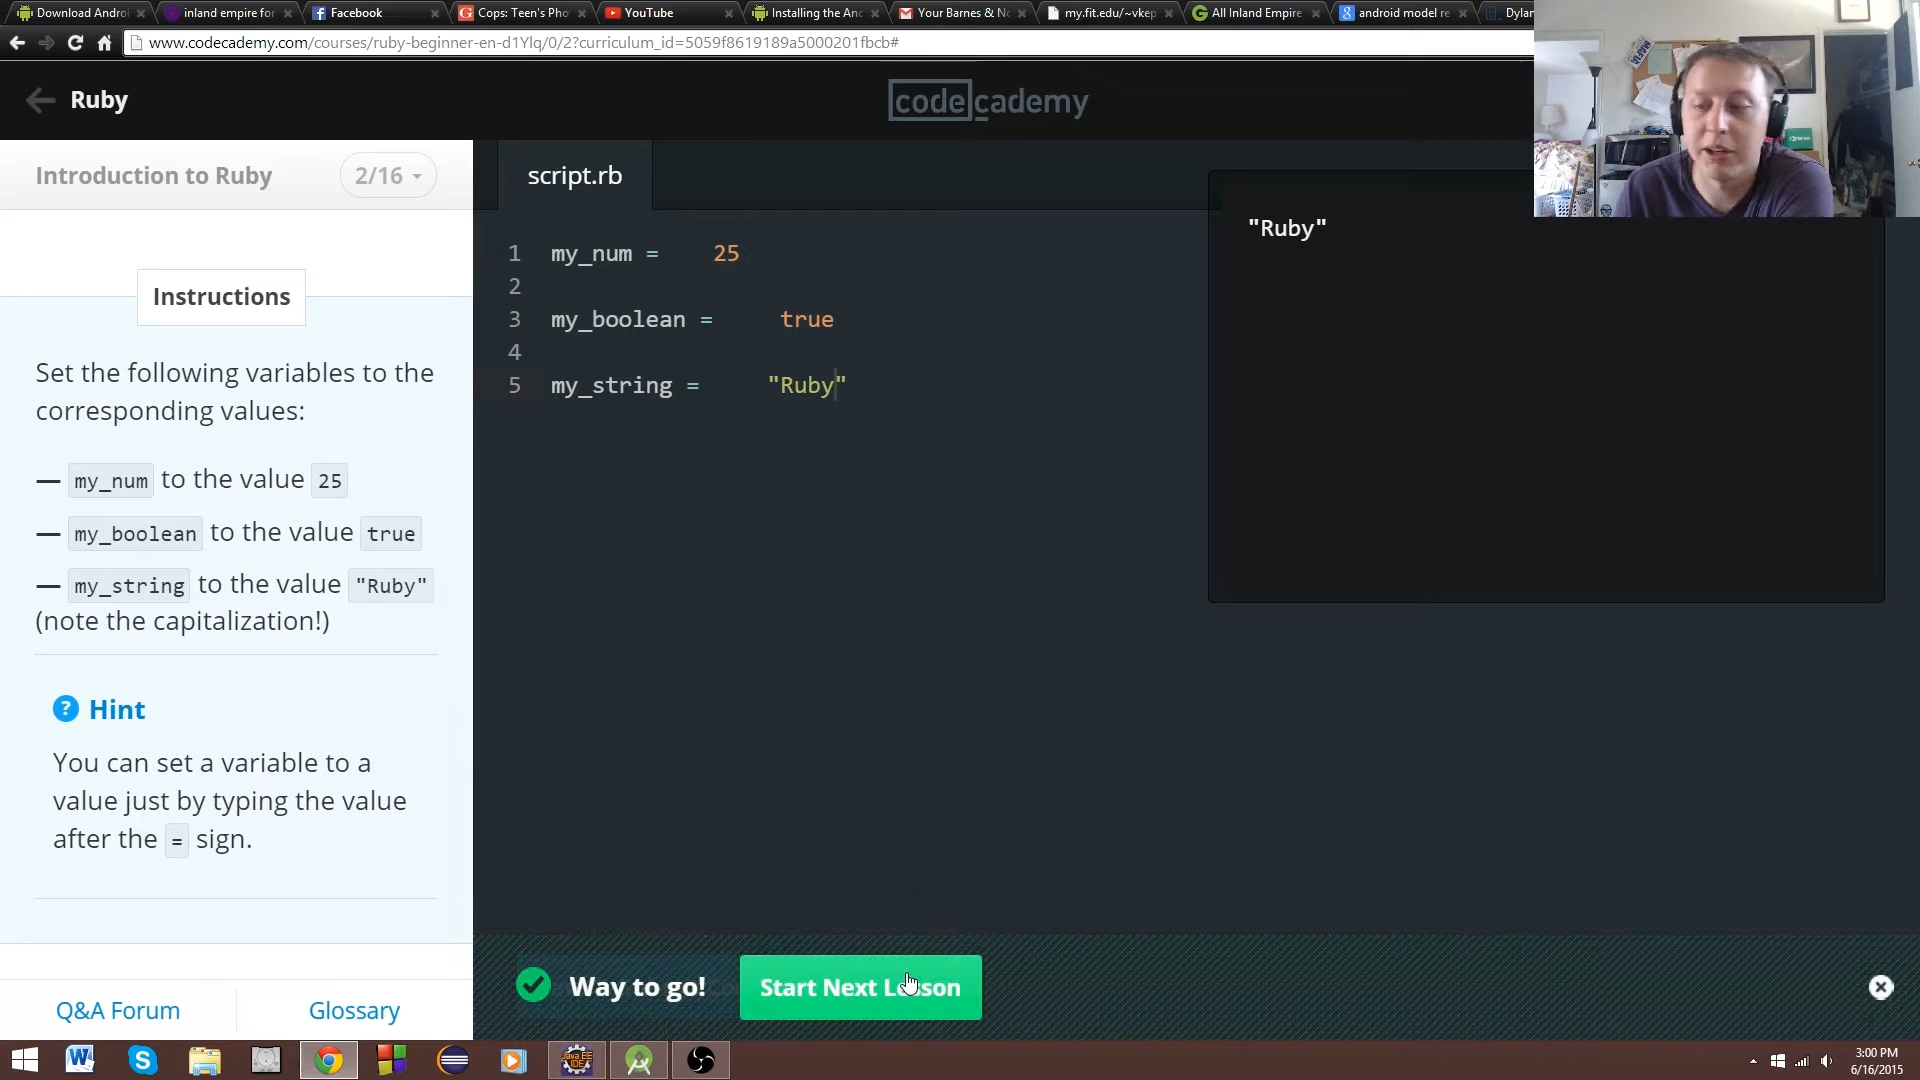 Download Androi
inland empire for
Facebook
Cops: Teen's Pho
YouTube
Installing the And
Your Barnes & No
my.fit.edu/~vkep
All Inland Empire
android model re
Dylan
www.codecademy.com/courses/ruby-beginner-en-d1Ylq/0/2?curriculum_id=5059f8619189a5000201fbcb#
Ruby
codecademy
Introduction to Ruby
2/16
script.rb
Instructions
Set the following variables to the
corresponding values:
— my_num to the value 25
— my_boolean to the value true
— my_string to the value "Ruby"
(note the capitalization!)
? Hint
You can set a variable to a
value just by typing the value
after the = sign.
Q&A Forum
Glossary
1 my_num = 25
2
3 my_boolean = true
4
5 my_string = "Ruby"
"Ruby"
Way to go!
Start Next Lesson
3:00 PM
6/16/2015